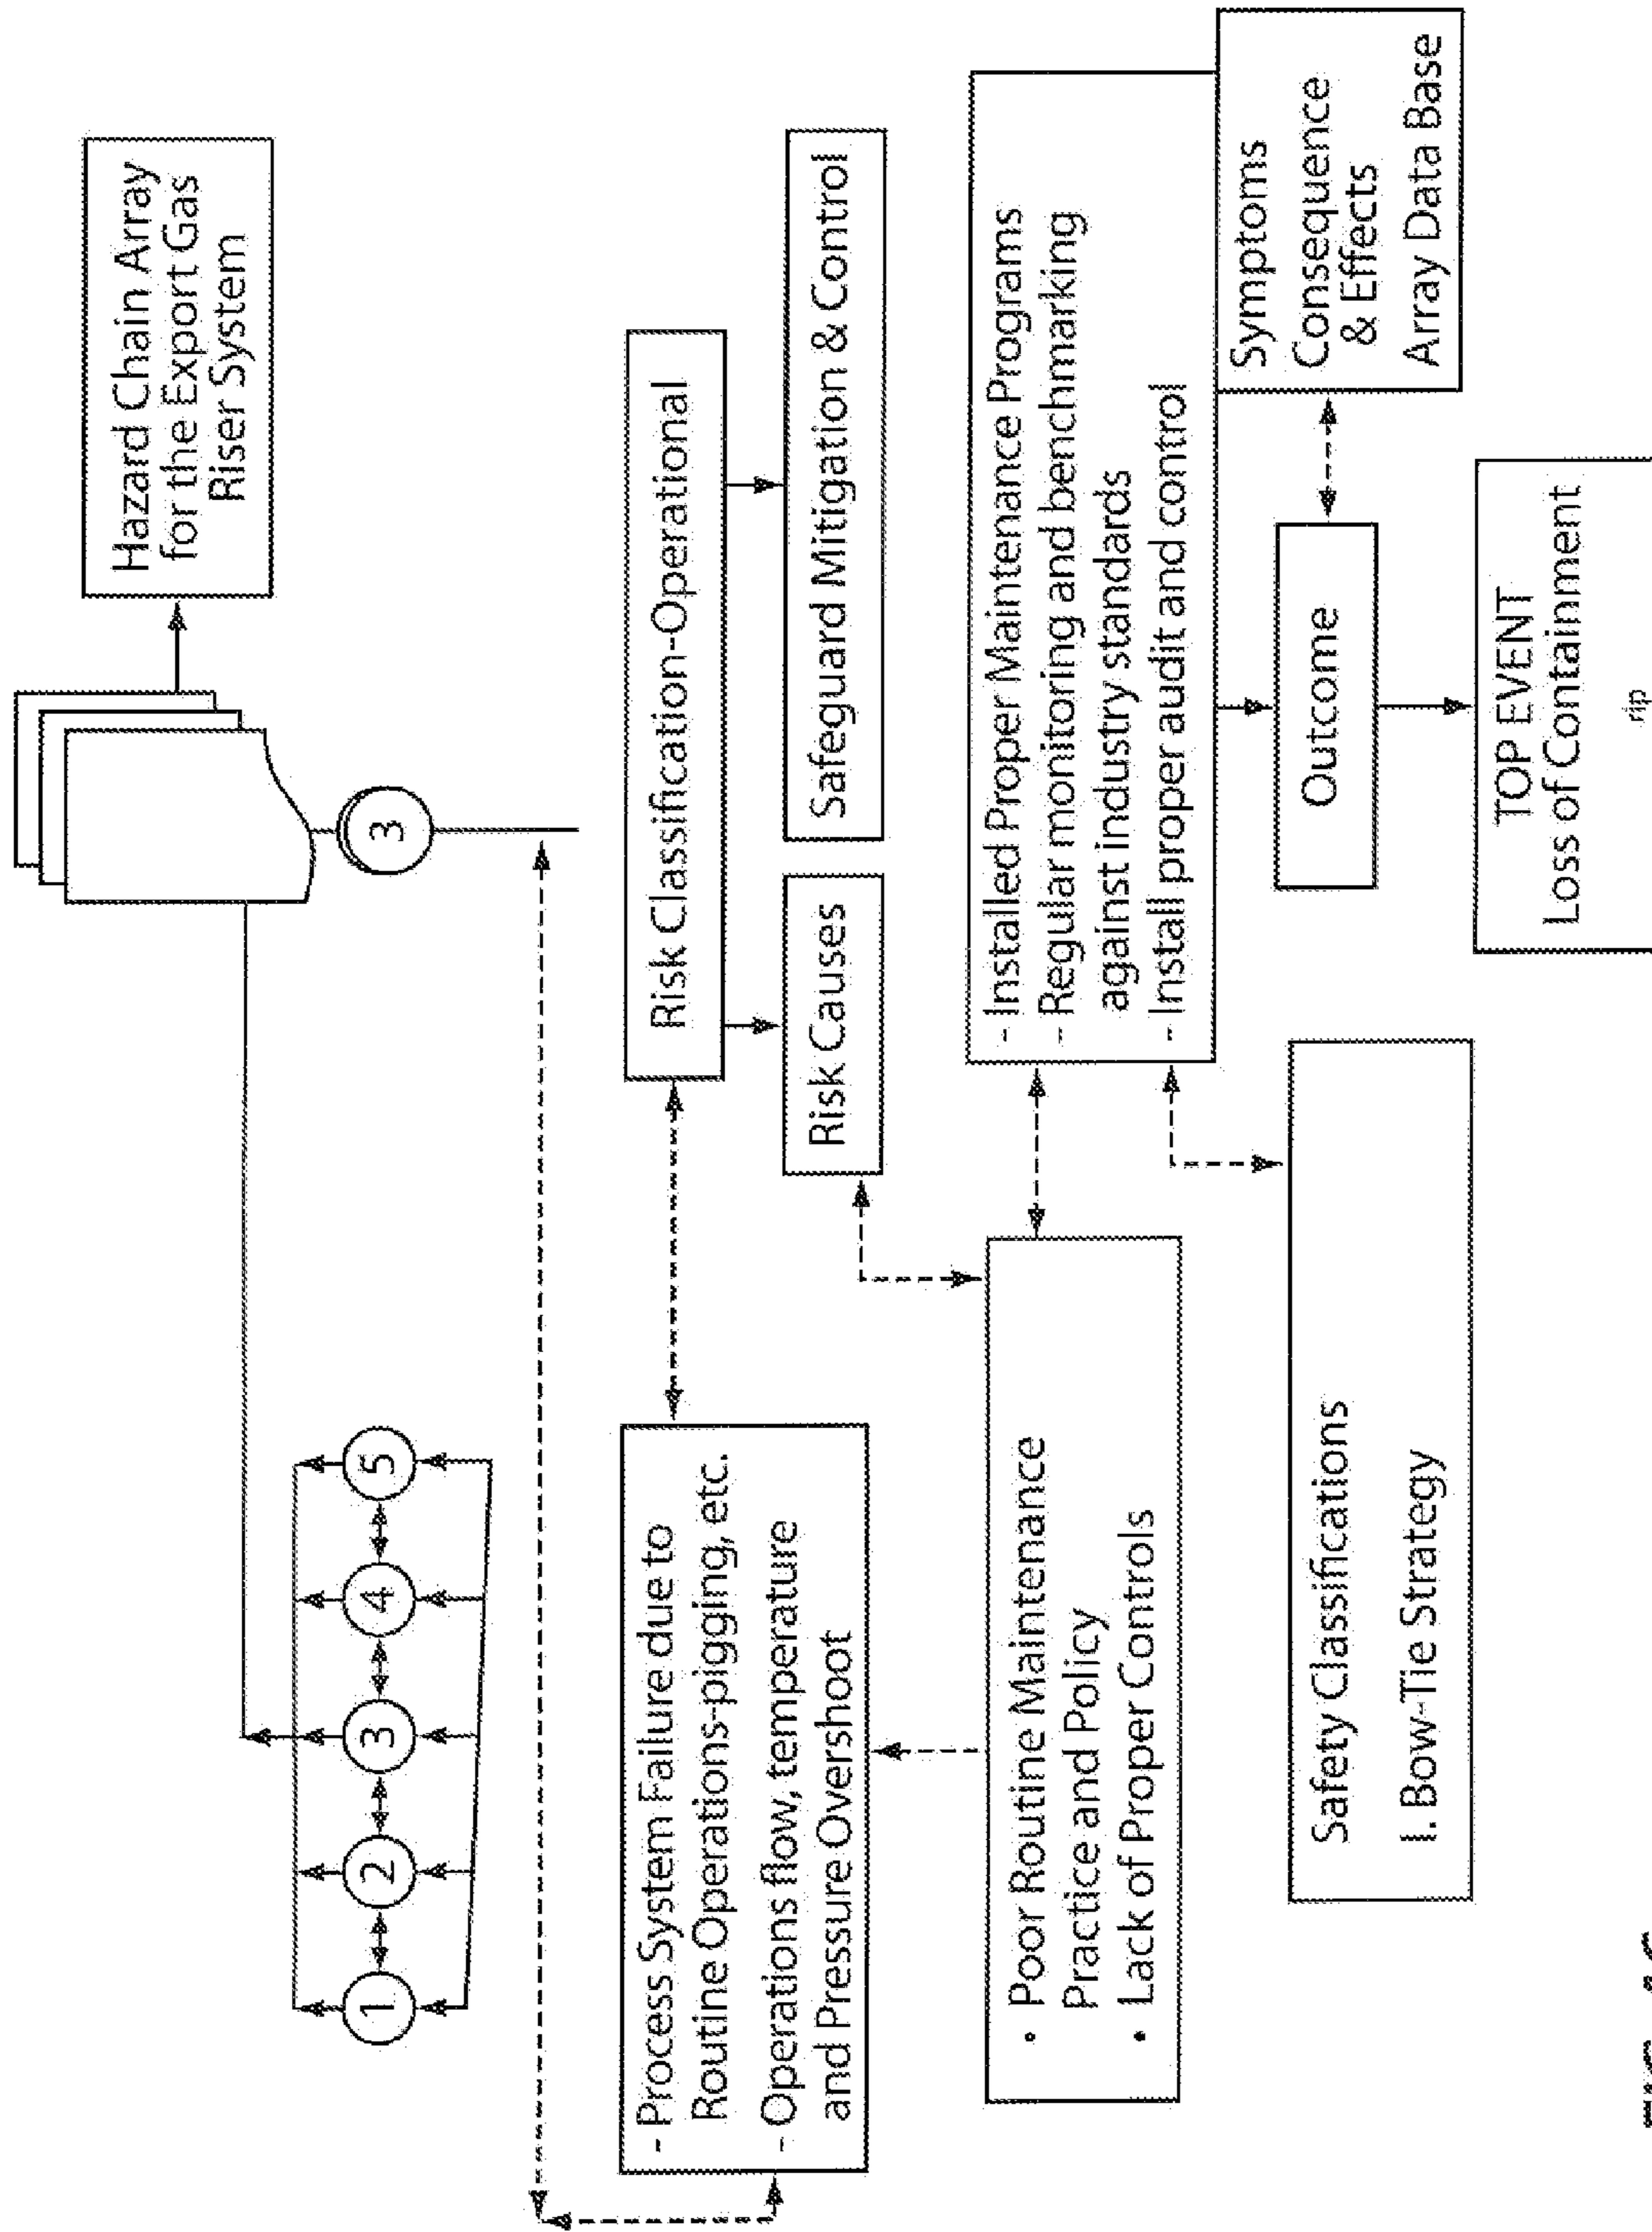 Hazard Chain Array
for the Export Gas
Riser System
1
2
3
4
5
3
- Process System Failure due to
Routine Operations-pigging, etc.
- Operations flow, temperature
and Pressure Overshoot
Risk Classification-Operational
Risk Causes
Safeguard Mitigation & Control
• Poor Routine Maintenance
Practice and Policy
• Lack of Proper Controls
- Installed Proper Maintenance Programs
- Regular monitoring and benchmarking
against industry standards
- Install proper audit and control
Safety Classifications
I. Bow-Tie Strategy
Outcome
Symptoms
Consequence
& Effects
Array Data Base
TOP EVENT
Loss of Containment
rip